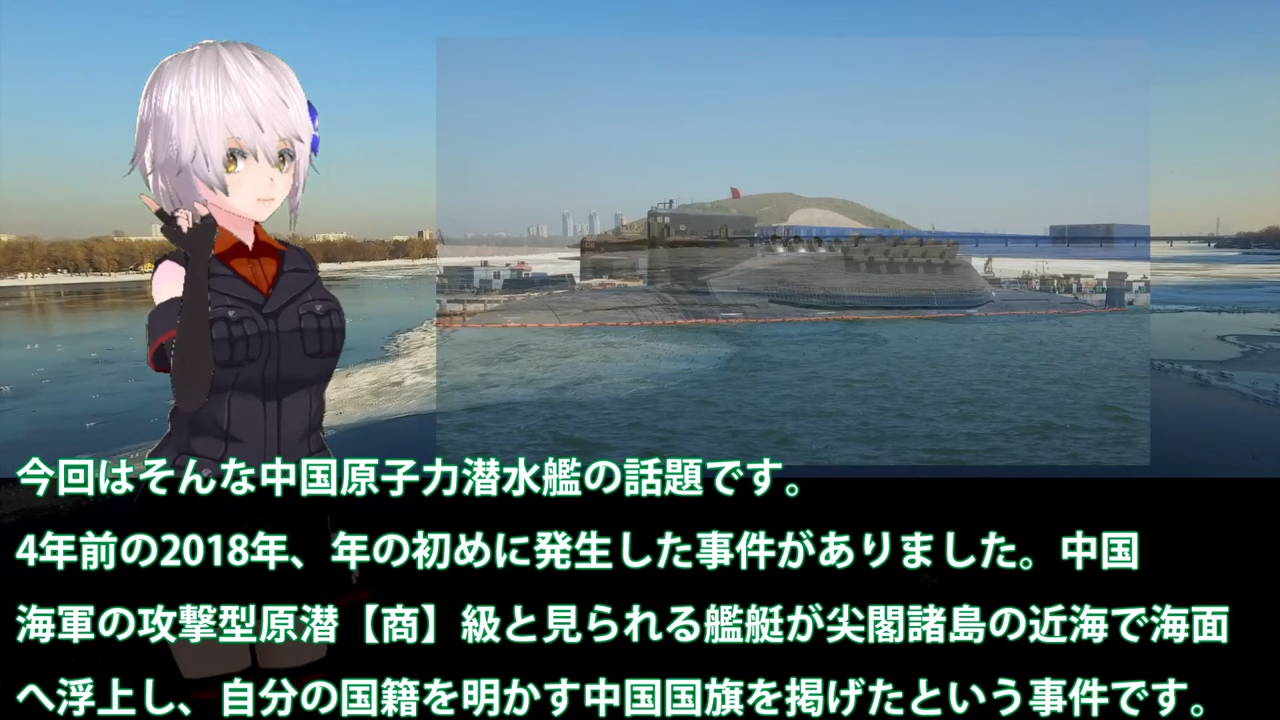 今回はそんな中国原子力潜水艦の話題です。
4年前の2018年、年の初めに発生した事件がありました。中国
海軍の攻撃型原潜【商】級と見られる艦艇が尖閣諸島の近海で海面
へ浮上し、自分の国籍を明かす中国国旗を掲げたという事件です。